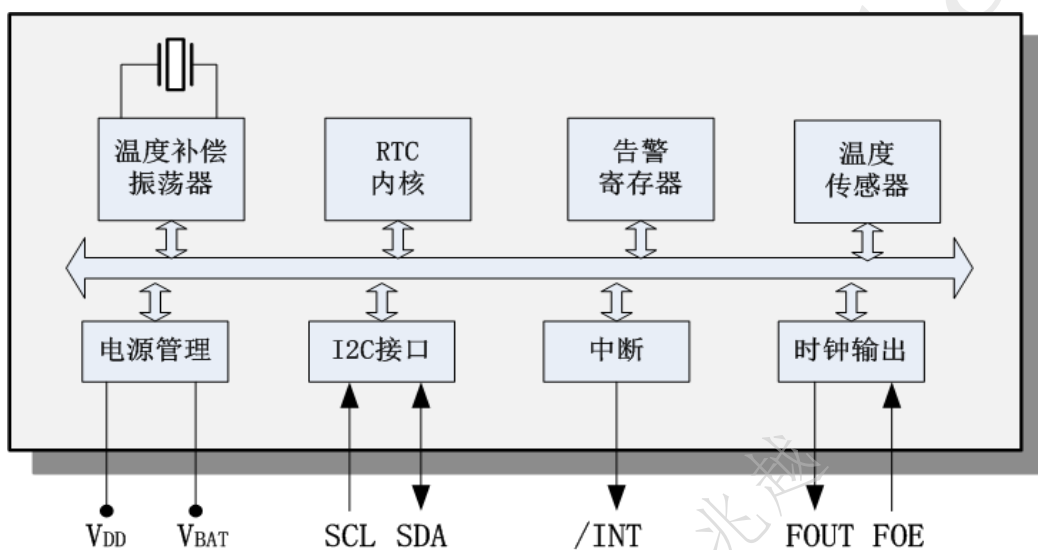 温度补偿
振荡器
RTC
内核
告警
寄存器
温度
传感器
电源管理
I2C接口
中断
时钟输出
VDD
VBAT
SCL
SDA
/INT
FOUT
FOE
兆越